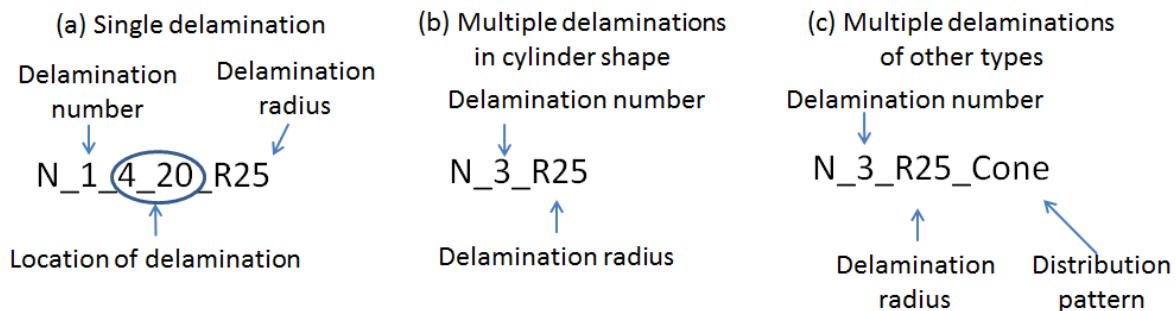 (a) Single delamination
Delamination
number
Delamination
radius
N_1_4_20_R25
Location of delamination
(b) Multiple delaminations
in cylinder shape
Delamination number
N_3_R25
Delamination radius
(c) Multiple delaminations
of other types
Delamination number
N_3_R25_Cone
Delamination
radius
Distribution
pattern